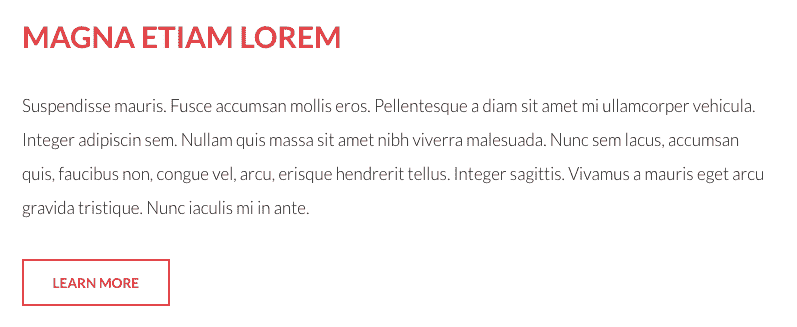 MAGNA ETIAM LOREM
Suspendisse mauris. Fusce accumsan mollis eros. Pellentesque a diam sit amet mi ullamcorper vehicula.
Integer adipiscin sem. Nullam quis massa sit amet nibh viverra malesuada. Nunc sem lacus, accumsan
quis, faucibus non, congue vel, arcu, erisque hendrerit tellus. Integer sagittis. Vivamus a mauris eget arcu
gravida tristique. Nunc iaculis mi in ante.
LEARN MORE